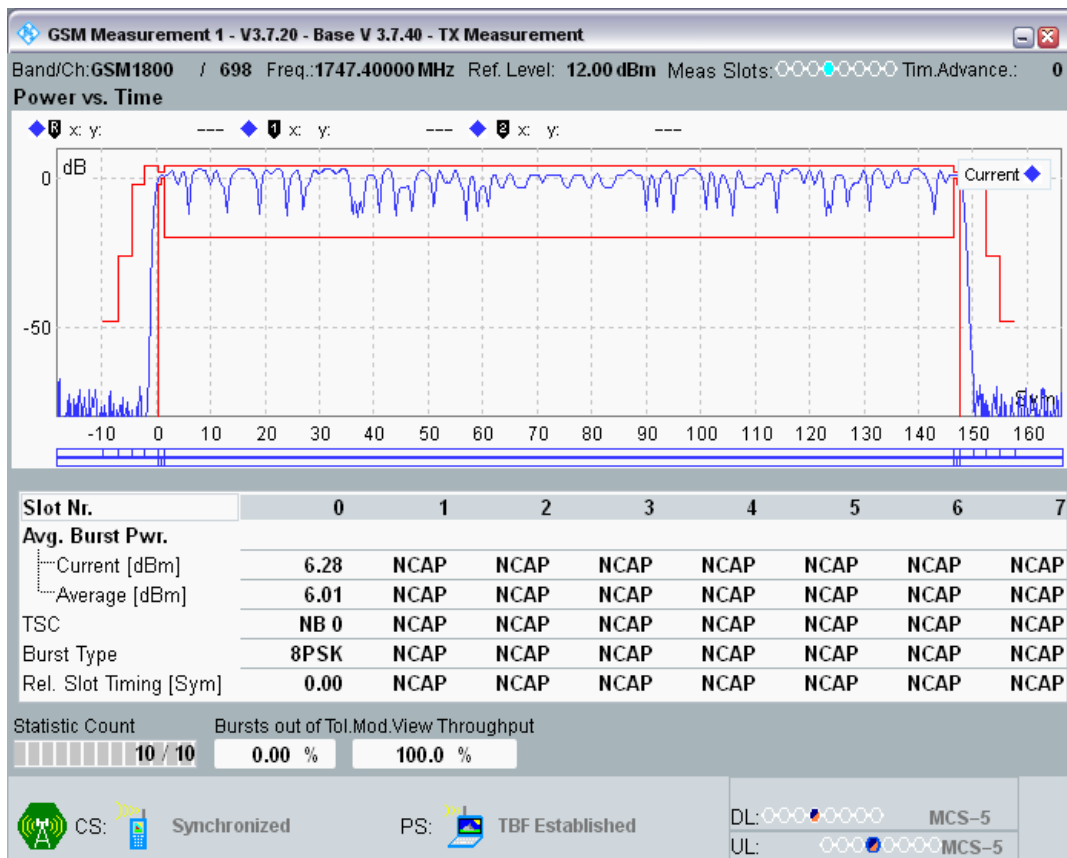 GSM Measurement 1 - V3.7.20 - Base V 3.7.40 - TX Measurement
Band/Ch:GSM1800 / 698 Freq.:1747.40000 MHz Ref. Level: 12.00 dBm Meas Slots: Tim.Advance.: 0
Power vs. Time
R x: y: --- 1 x: y: --- 2 x: y: ---
dB
Current
0
-50
Sym
-10 0 10 20 30 40 50 60 70 80 90 100 110 120 130 140 150 160
Slot Nr. 0 1 2 3 4 5 6 7
Avg. Burst Pwr.
Current [dBm] 6.28 NCAP NCAP NCAP NCAP NCAP NCAP NCAP
Average [dBm] 6.01 NCAP NCAP NCAP NCAP NCAP NCAP NCAP
TSC NB 0 NCAP NCAP NCAP NCAP NCAP NCAP NCAP
Burst Type 8PSK NCAP NCAP NCAP NCAP NCAP NCAP NCAP
Rel. Slot Timing [Sym] 0.00 NCAP NCAP NCAP NCAP NCAP NCAP NCAP
Statistic Count Bursts out of Tol.Mod.View Throughput
10 / 10 0.00 % 100.0 %
CS: Synchronized PS: TBF Established DL: MCS-5
UL: MCS-5